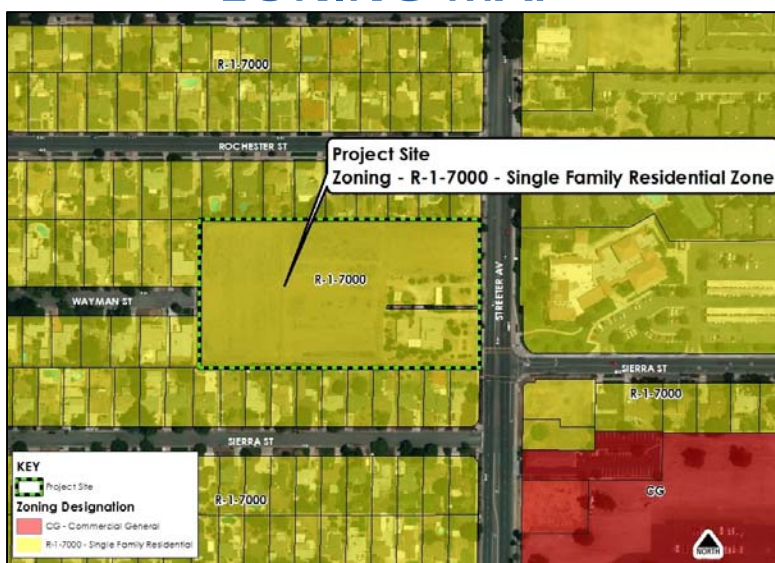 ZONING MAP
R-1-7000
ROCHESTER ST
Project Site
Zoning - R-1-7000 - Single Family Residential Zone
R-1-7000
WAYMAN ST
STREETER AV
SIERRA ST
R-1-7000
SIERRA ST
R-1-7000
CG
KEY
Project Site
Zoning Designation
CG - Commercial General
R-1-7000 - Single Family Residential
NORTH